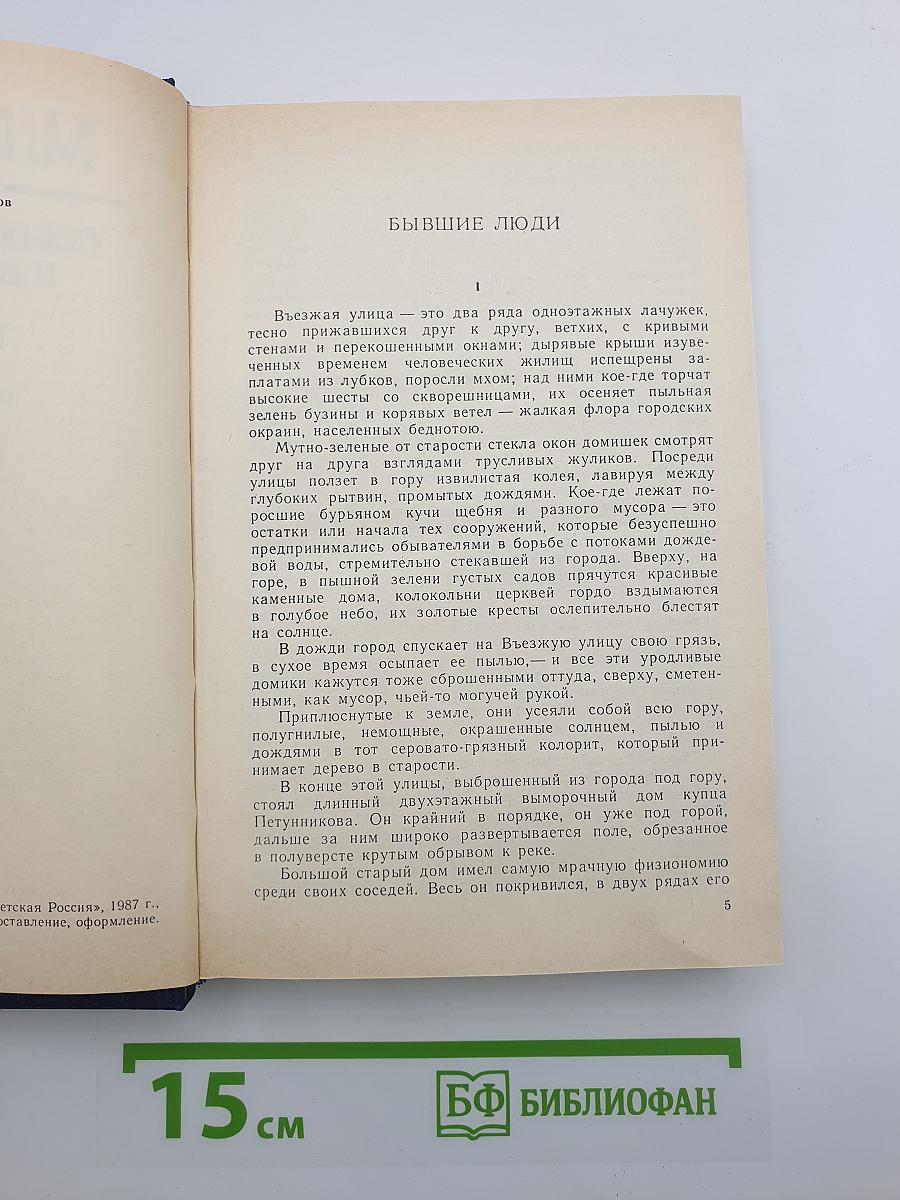 ов
етская Россия», 1987 г.,
оставление, оформление.
БЫВШИЕ ЛЮДИ
I
Въезжая улица — это два ряда одноэтажных лачужек,
тесно прижавшихся друг к другу, ветхих, с кривыми
стенами и перекошенными окнами; дырявые крыши изуве-
ченных временем человеческих жилищ испещрены за-
платами из лубков, поросли мхом; над ними кое-где торчат
высокие шесты со скворешницами, их осеняет пыльная
зелень бузины и корявых ветел — жалкая флора городских
окраин, населенных беднотою.
Мутно-зеленые от старости стекла окон домишек смотрят
друг на друга взглядами трусливых жуликов. Посреди
улицы ползет в гору извилистая колея, лавируя между
глубоких рытвин, промытых дождями. Кое-где лежат по-
росшие бурьяном кучи щебня и разного мусора — это
остатки или начала тех сооружений, которые безуспешно
предпринимались обывателями в борьбе с потоками дожде-
вой воды, стремительно стекавшей из города. Вверху, на
горе, в пышной зелени густых садов прячутся красивые
каменные дома, колокольни церквей гордо вздымаются
в голубое небо, их золотые кресты ослепительно блестят
на солнце.
В дожди город спускает на Въезжую улицу свою грязь,
в сухое время осыпает ее пылью,— и все эти уродливые
домики кажутся тоже сброшенными оттуда, сверху, сметен-
ными, как мусор, чьей-то могучей рукой.
Приплюснутые к земле, они усеяли собой всю гору,
полугнилые, немощные, окрашенные солнцем, пылью и
дождями в тот серовато-грязный колорит, который при-
нимает дерево в старости.
В конце этой улицы, выброшенный из города под гору,
стоял длинный двухэтажный выморочный дом купца
Петунникова. Он крайний в порядке, он уже под горой,
дальше за ним широко развертывается поле, обрезанное
в полуверсте крутым обрывом к реке.
Большой старый дом имел самую мрачную физиономию
среди своих соседей. Весь он покривился, в двух рядах его
5
15 см
БФ БИБЛИОФАН